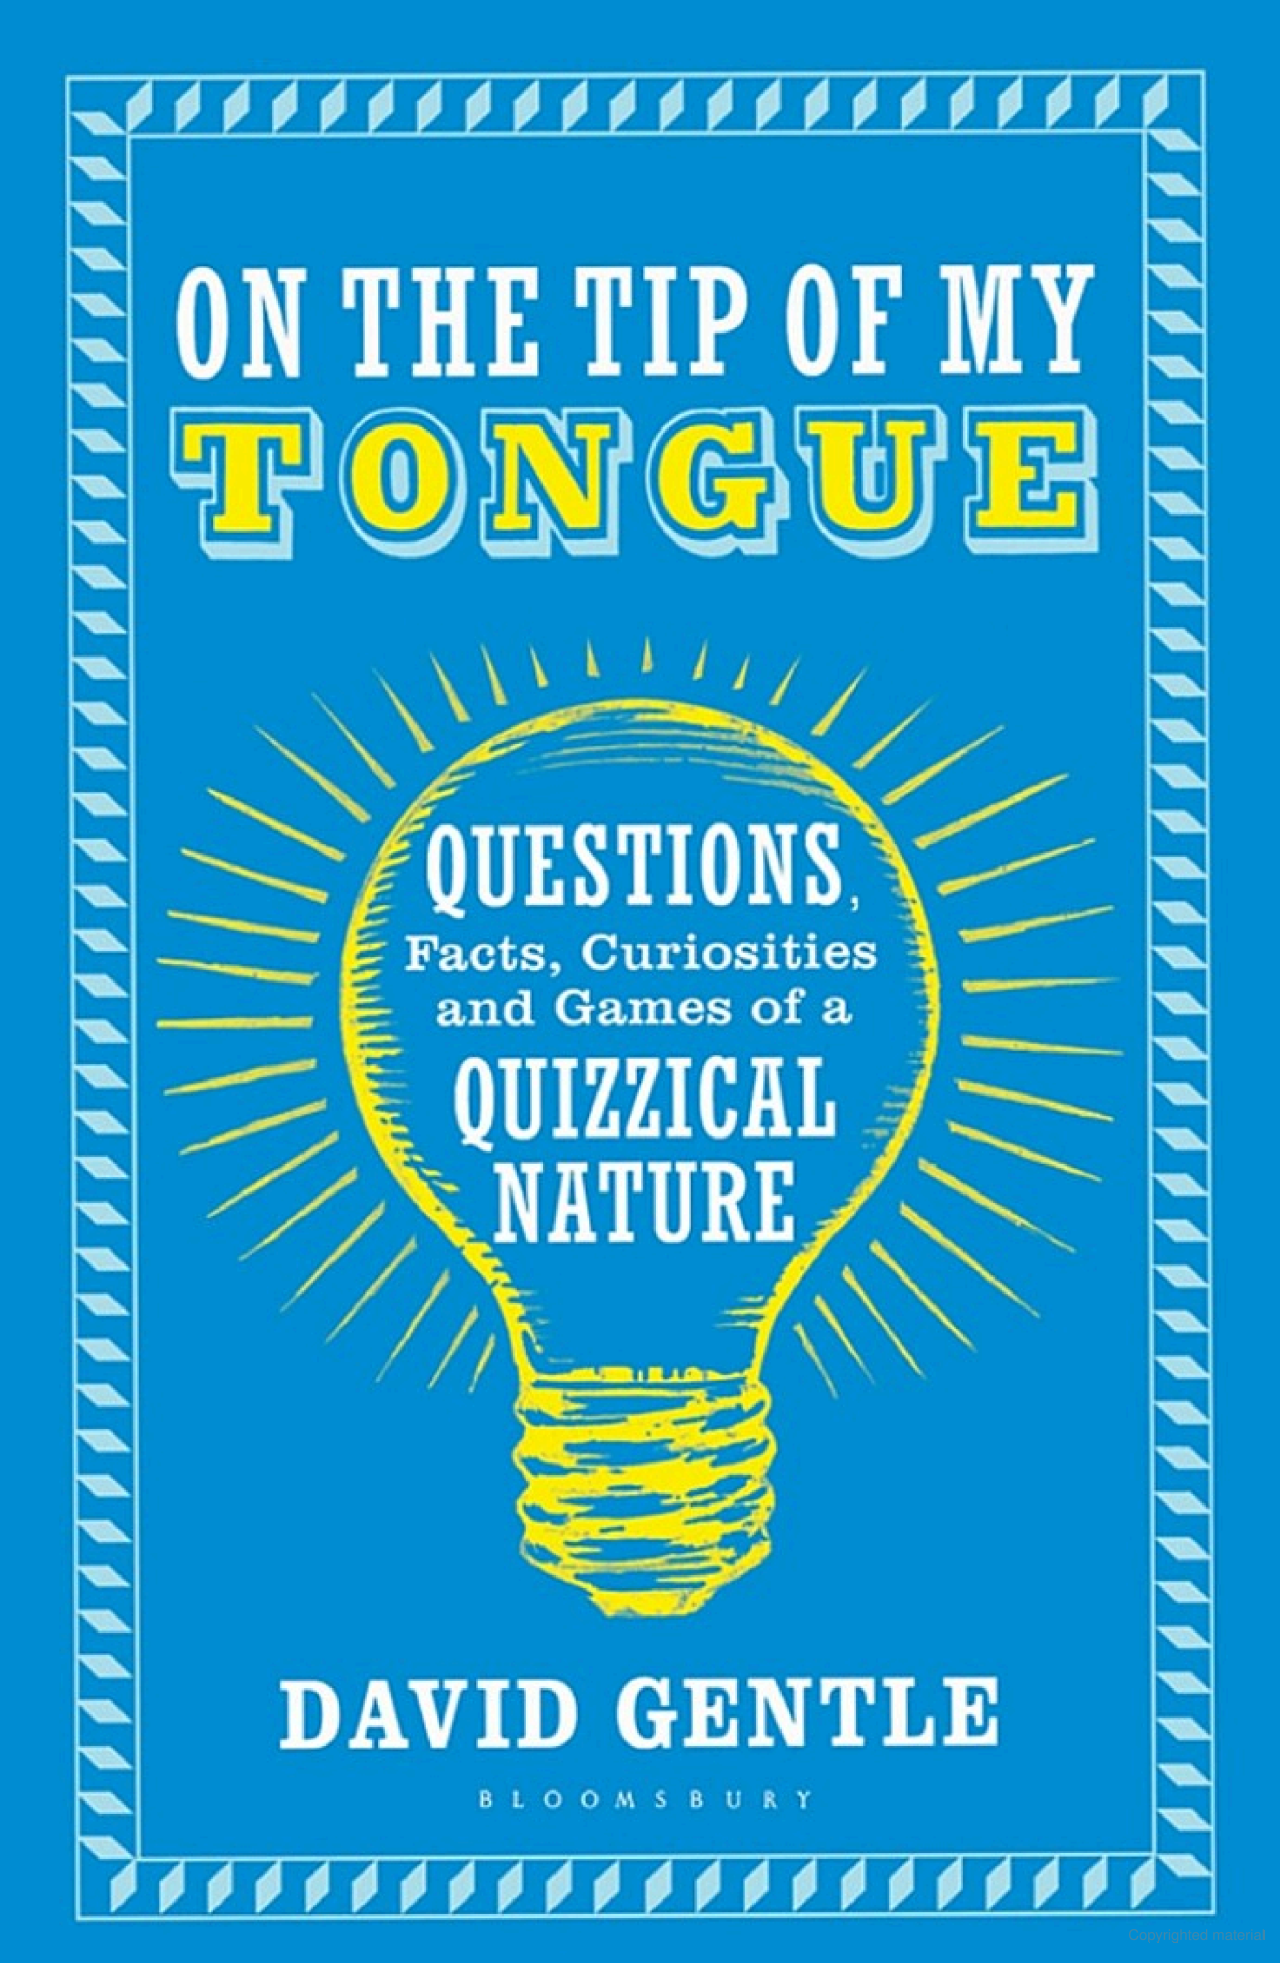 ON THE TIP OF MY
TONGUE
QUESTIONS,
Facts, Curiosities
and Games of a
QUIZZICAL
NATURE
DAVID GENTLE
BLOOMSBURY
Copyrighted material